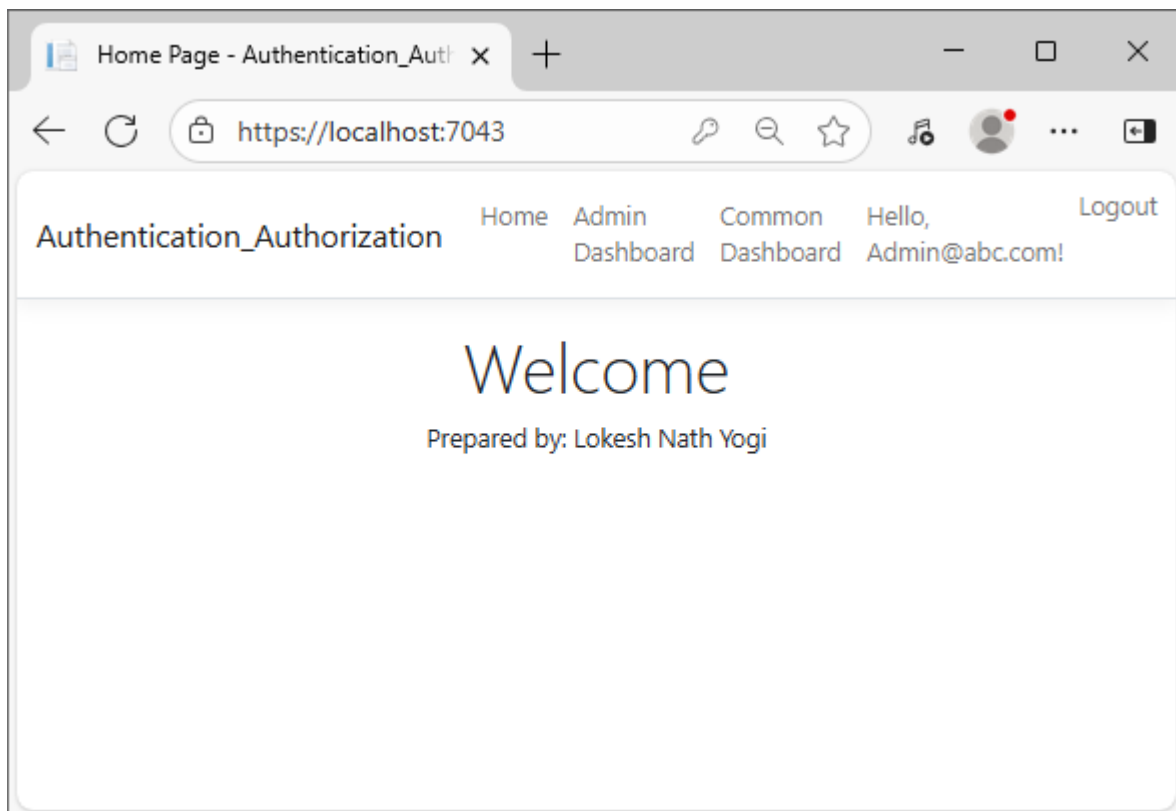 Home Page - Authentication_Auth
https://localhost:7043
Authentication_Authorization
Home
Admin
Dashboard
Common
Dashboard
Hello,
Admin@abc.com!
Logout
Welcome
Prepared by: Lokesh Nath Yogi